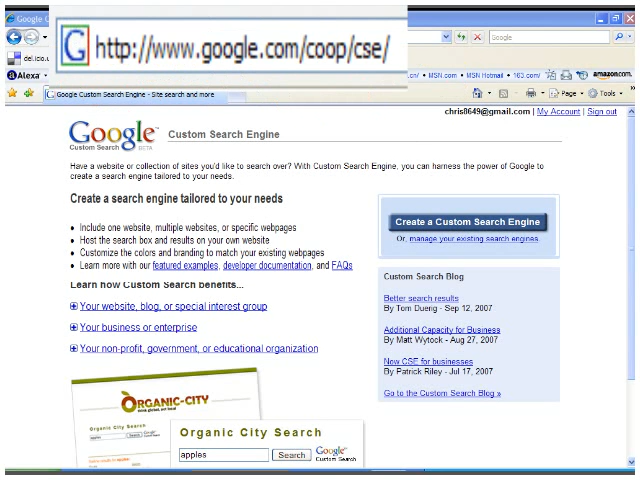 Google C
http://www.google.com/coop/cse/
Google
del.icio.u
Alexa
.cn/ MSN.com MSN Hotmail 163.com/ amazon.com
Google Custom Search Engine - Site search and more
Page Tools
chris8649@gmail.com | My Account | Sign out
Google Custom Search Engine
Custom Search BETA
Have a website or collection of sites you'd like to search over? With Custom Search Engine, you can harness the power of Google to
create a search engine tailored to your needs.
Create a search engine tailored to your needs
• Include one website, multiple websites, or specific webpages
• Host the search box and results on your own website
• Customize the colors and branding to match your existing webpages
• Learn more with our featured examples, developer documentation, and FAQs
Learn how Custom Search benefits...
Your website, blog, or special interest group
Your business or enterprise
Your non-profit, government, or educational organization
Create a Custom Search Engine
Or, manage your existing search engines.
Custom Search Blog
Better search results
By Tom Duerig - Sep 12, 2007
Additional Capacity for Business
By Matt Wytock - Aug 27, 2007
Now CSE for businesses
By Patrick Riley - Jul 17, 2007
Go to the Custom Search Blog »
ORGANIC-CITY
Organic City Search
apples
Search
Organic City Search
apples
Search
Google
Custom Search